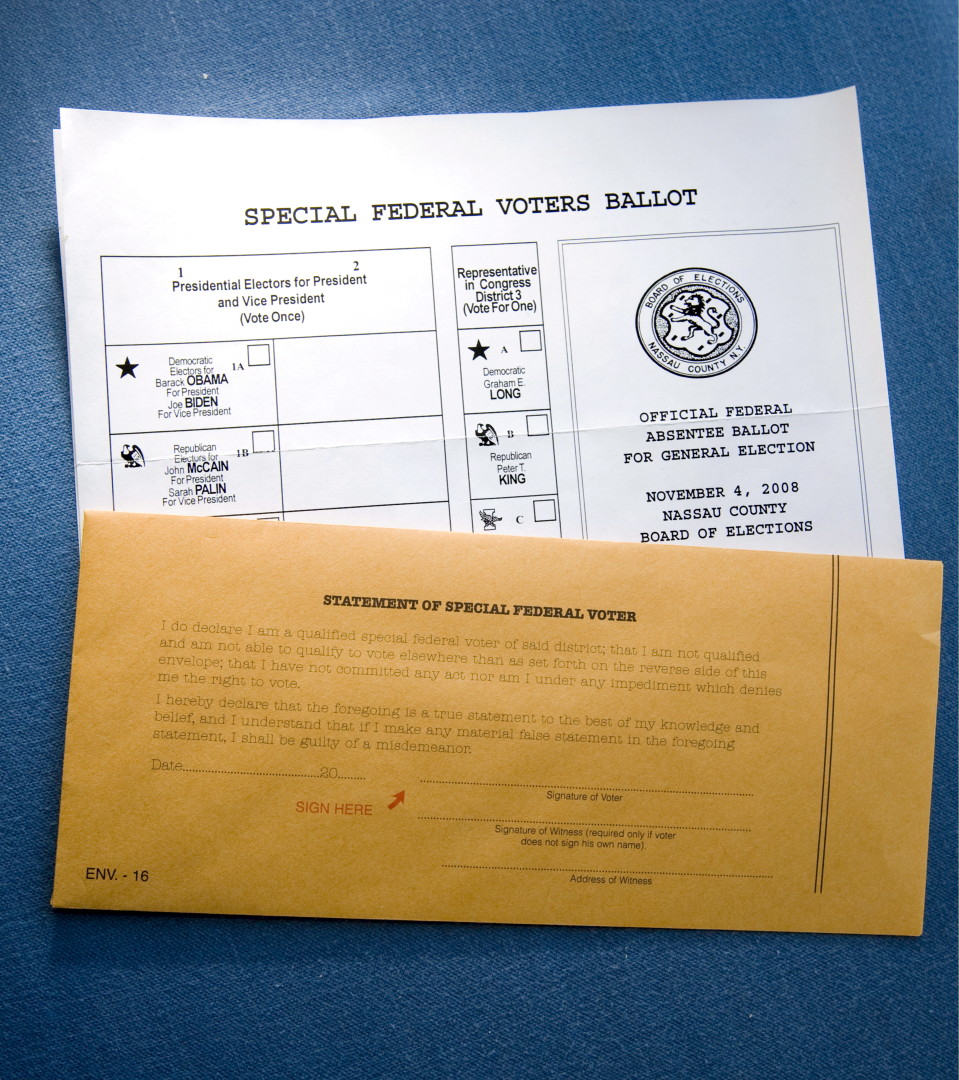 SPECIAL FEDERAL VOTERS BALLOT
1 2
Presidential Electors for President
and Vice President
(Vote Once)
Democratic
Electors for
Barack OBAMA
For President
Joe BIDEN
For Vice President
1A
Republican
Electors for
John McCAIN
For President
Sarah PALIN
For Vice President
1B
Representative
in Congress
District 3
(Vote For One)
A
Democratic
Graham E.
LONG
B
Republican
Peter T.
KING
C
BOARD OF ELECTIONS
NASSAU COUNTY N.Y.
OFFICIAL FEDERAL
ABSENTEE BALLOT
FOR GENERAL ELECTION
NOVEMBER 4, 2008
NASSAU COUNTY
BOARD OF ELECTIONS
STATEMENT OF SPECIAL FEDERAL VOTER
I do declare I am a qualified special federal voter of said district; that I am not qualified
and am not able to qualify to vote elsewhere than as set forth on the reverse side of this
envelope; that I have not committed any act nor am I under any impediment which denies
me the right to vote.
I hereby declare that the foregoing is a true statement to the best of my knowledge and
belief, and I understand that if I make any material false statement in the foregoing
statement, I shall be guilty of a misdemeanor.
Date..............................................20........
SIGN HERE
Signature of Voter
Signature of Witness (required only if voter
does not sign his own name).
Address of Witness
ENV. - 16